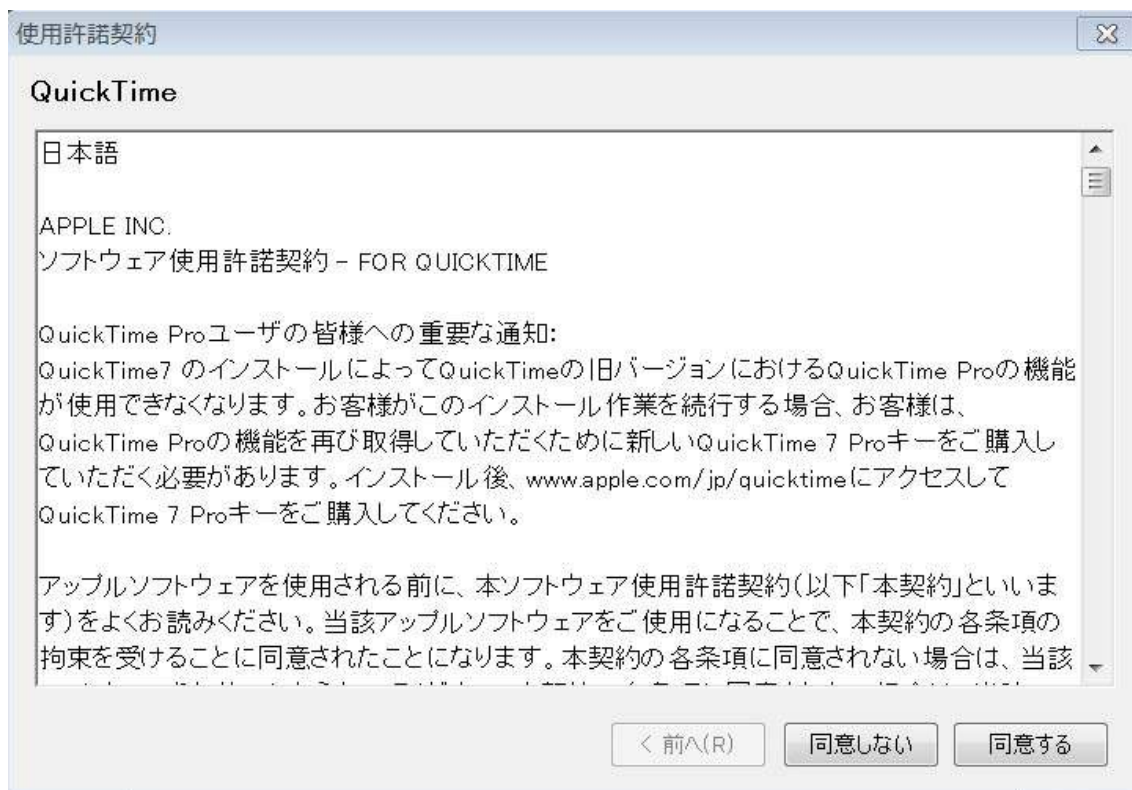 使用許諾契約
QuickTime
日本語
APPLE INC.
ソフトウェア使用許諾契約 – FOR QUICKTIME
QuickTime Proユーザの皆様への重要な通知:
QuickTime7 のインストールによってQuickTimeの旧バージョンにおけるQuickTime Proの機能
が使用できなくなります。お客様がこのインストール作業を続行する場合、お客様は、
QuickTime Proの機能を再び取得していただくために新しいQuickTime 7 Proキーをご購入し
ていただく必要があります。インストール後、www.apple.com/jp/quicktimeにアクセスして
QuickTime 7 Proキーをご購入してください。
アップルソフトウェアを使用される前に、本ソフトウェア使用許諾契約(以下「本契約」といいま
す)をよくお読みください。当該アップルソフトウェアをご使用になることで、本契約の各条項の
拘束を受けることに同意されたことになります。本契約の各条項に同意されない場合は、当該
< 前へ(R)
同意しない
同意する